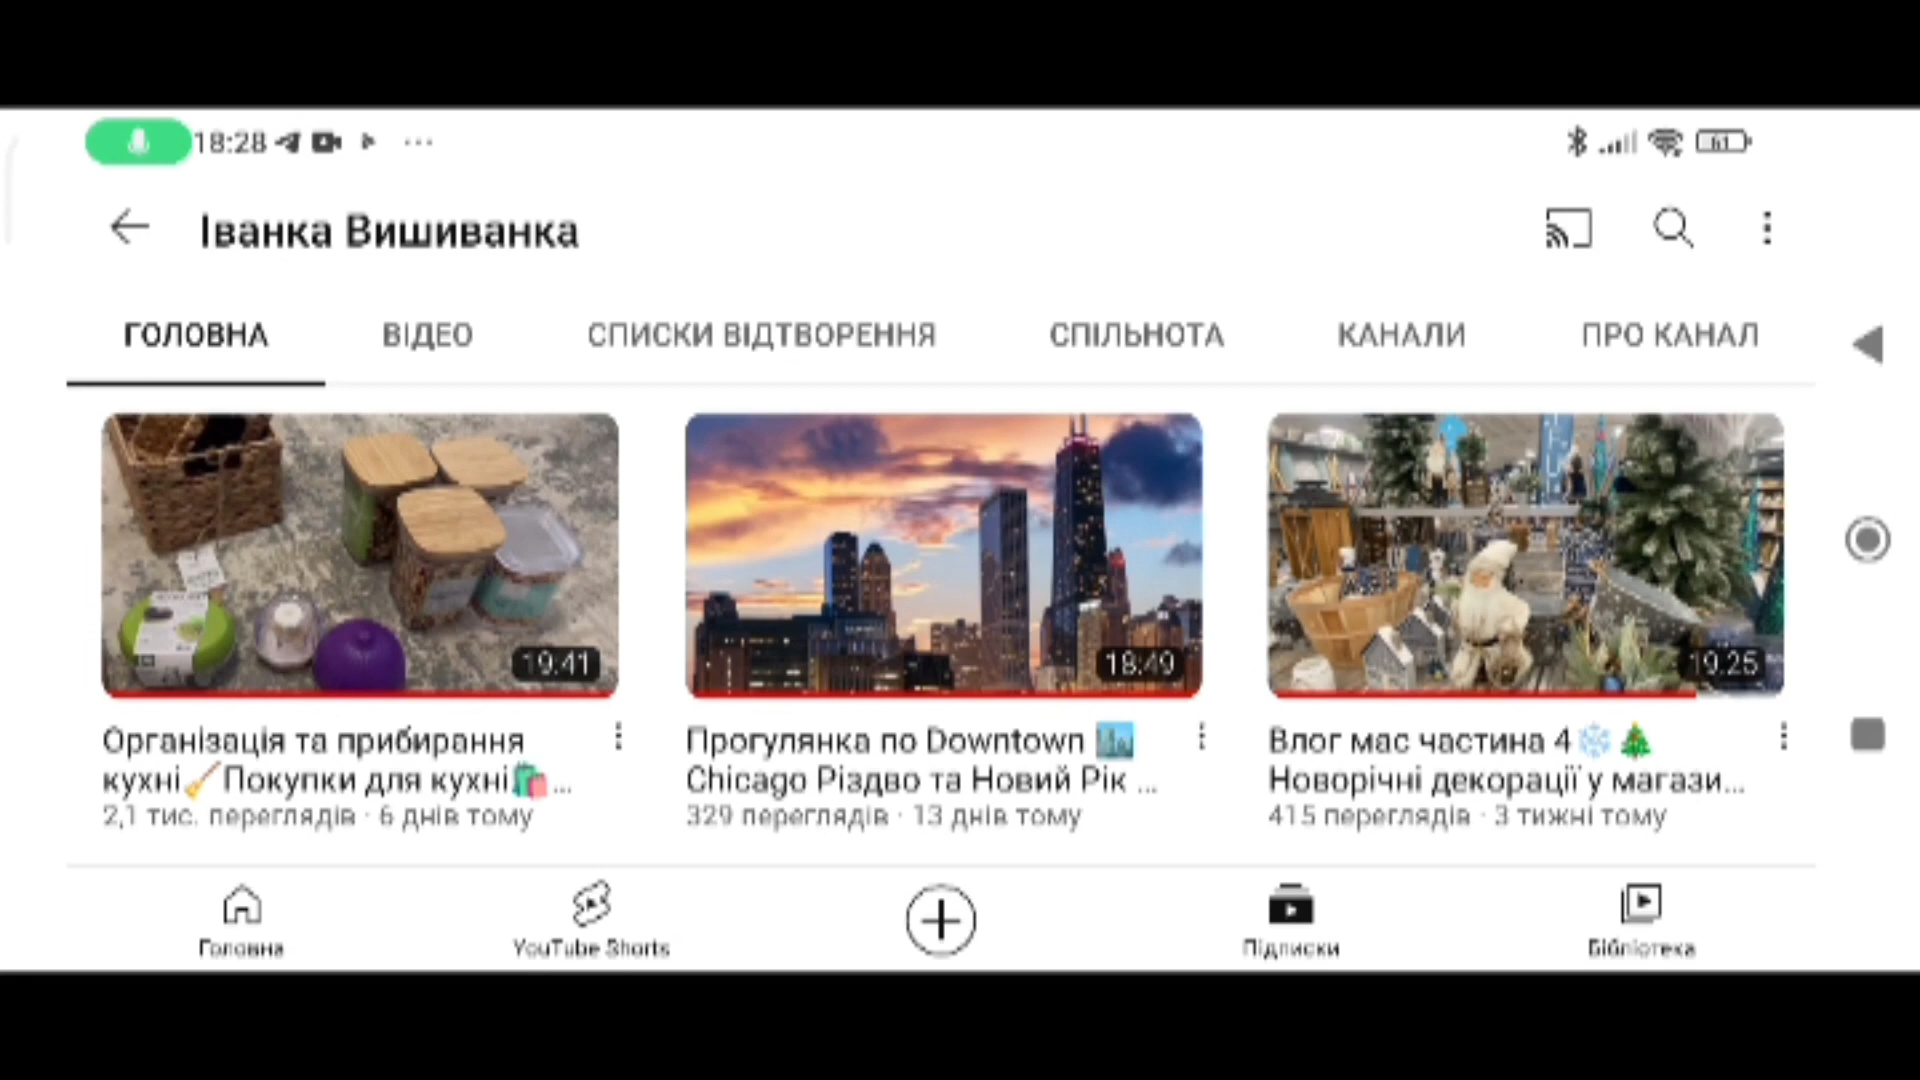 18:28
61
Іванка Вишиванка
ГОЛОВНА ВІДЕО СПИСКИ ВІДТВОРЕННЯ СПІЛЬНОТА КАНАЛИ ПРО КАНАЛ
19:41
18:49
19:25
Організація та прибирання
кухні🧹Покупки для кухні🛍️...
2,1 тис. переглядів · 6 днів тому
Прогулянка по Downtown 🏙️
Chicago Різдво та Новий Рік ...
329 переглядів · 13 днів тому
Влог мас частина 4❄️🎄
Новорічні декорації у магази...
415 переглядів · 3 тижні тому
Головна YouTube Shorts Підписки Бібліотека